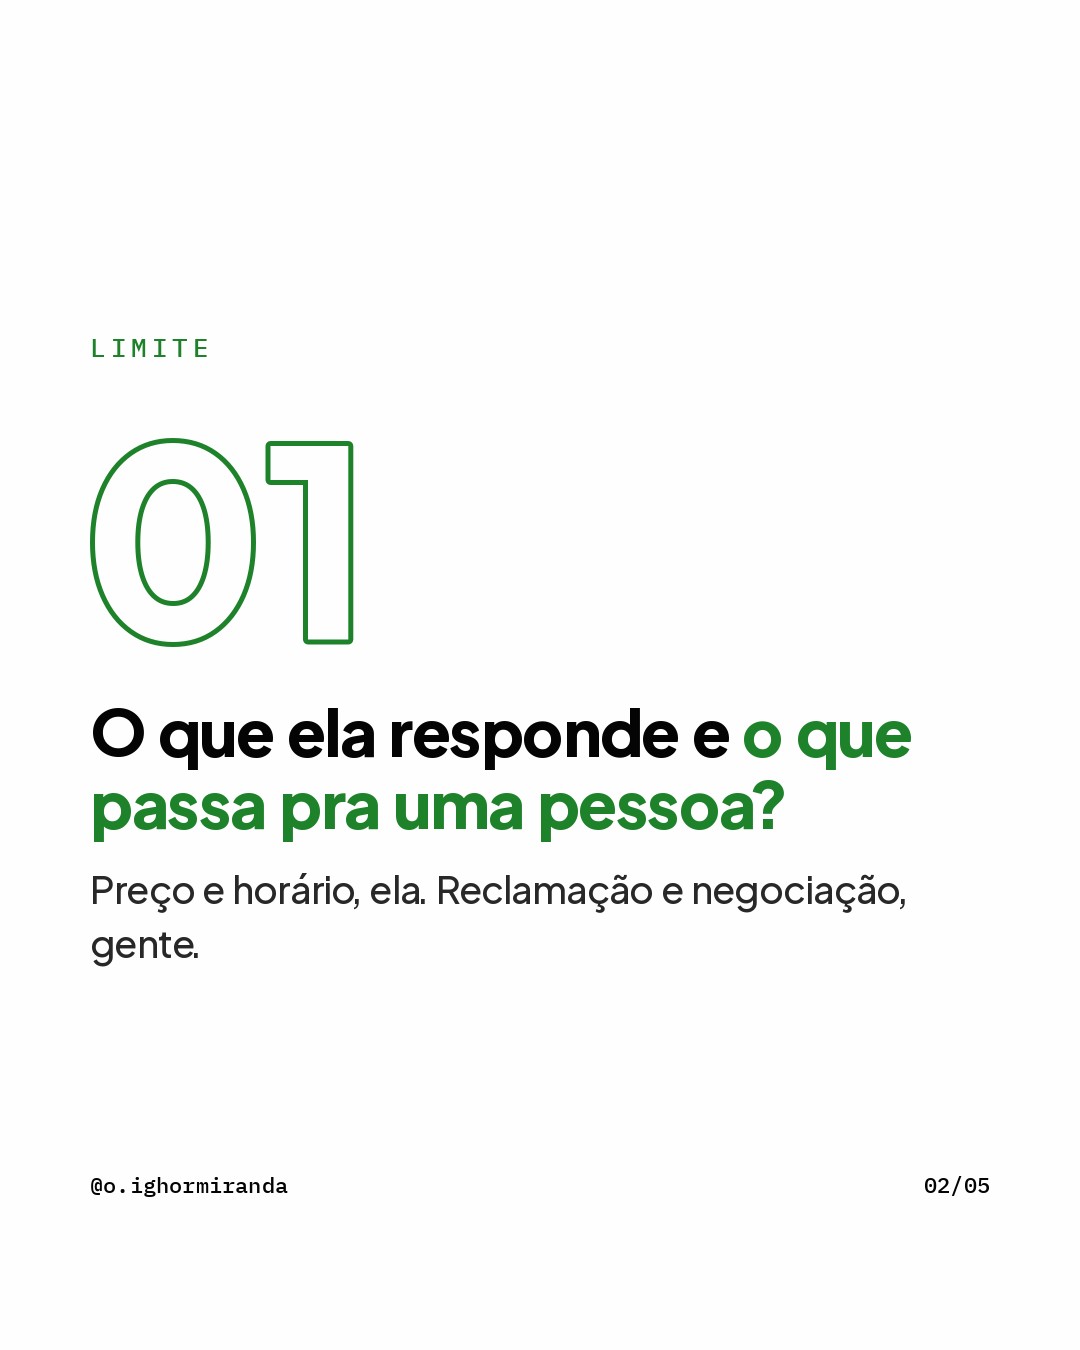 LIMITE
01
O que ela responde e o que
passa pra uma pessoa?
Preço e horário, ela. Reclamação e negociação,
gente.
@o.ighormiranda
02/05